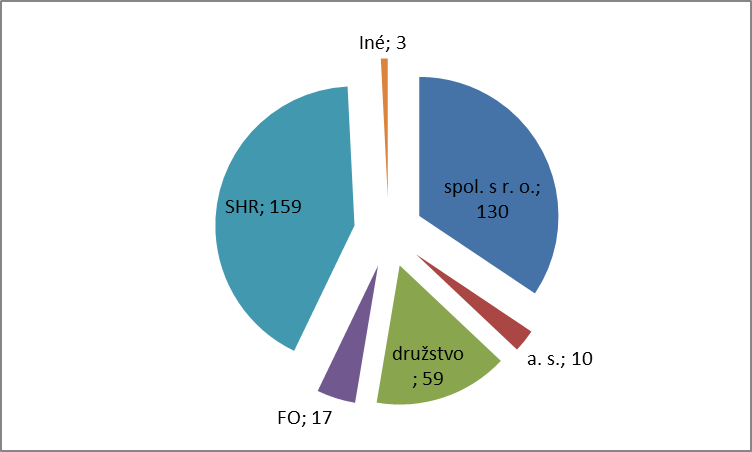 Iné; 3
spol. s r. o.;
130
SHR; 159
družstvo
; 59
a. s.; 10
FO; 17